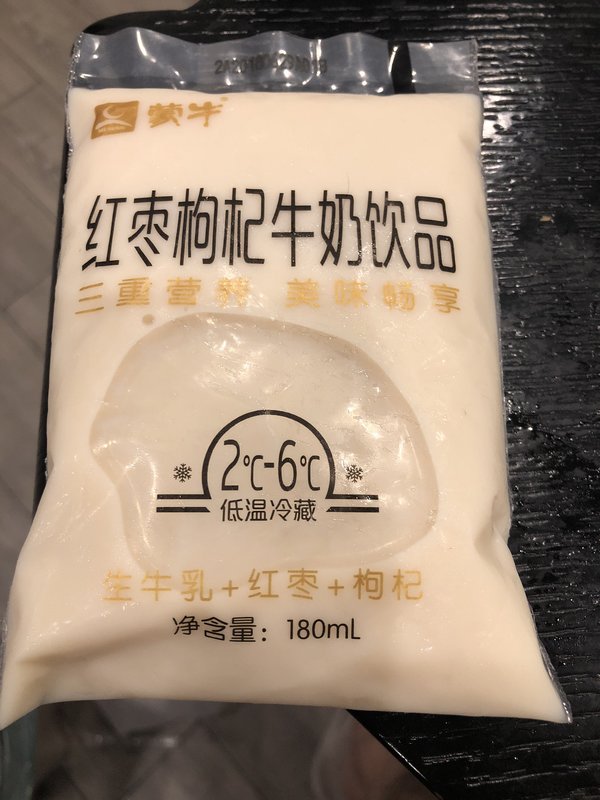 蒙牛
红枣枸杞牛奶饮品
三重营养 美味畅享
2℃-6℃
低温冷藏
生牛乳+红枣+枸杞
净含量：180mL